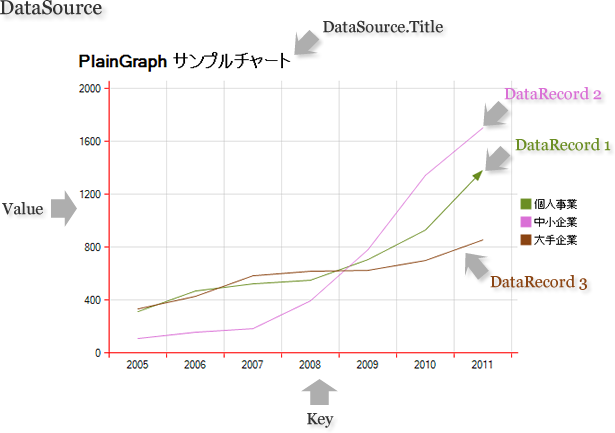 DataSource
DataSource.Title
PlainGraph サンプルチャート
2000
DataRecord 2
1600
DataRecord 1
1200
Value
個人事業
中小企業
大手企業
800
DataRecord 3
400
0
2005 2006 2007 2008 2009 2010 2011
Key